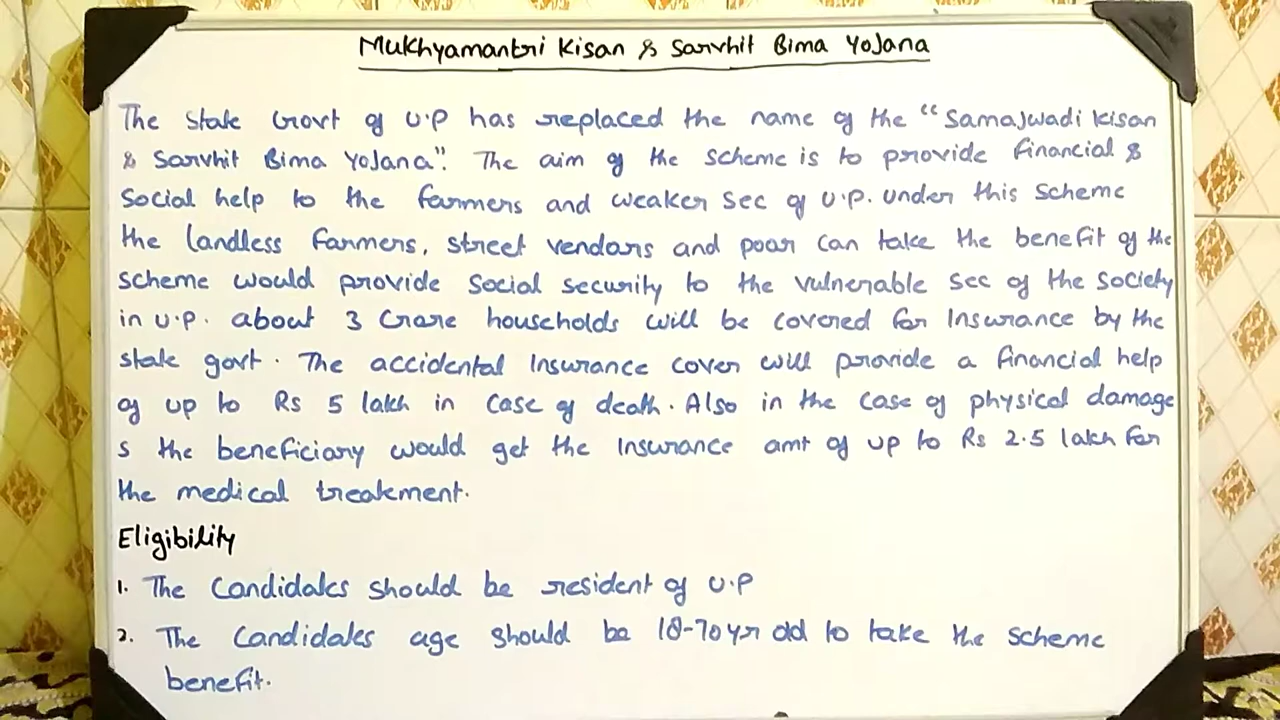 Mukhyamantri Kisan & Sarvhit Bima Yojana
The state Govt of U.P has replaced the name of the "Samajwadi Kisan
& Sarvhit Bima Yojana". The aim of the scheme is to provide financial &
Social help to the farmers and weaker sec of U.P. under this scheme
the landless farmers, street vendors and poor can take the benefit of the
scheme would provide social security to the vulnerable sec of the society
in U.P. about 3 Crore households will be covered for Insurance by the
state govt. The accidental Insurance cover will provide a financial help
of up to Rs 5 lakh in case of death. Also in the case of physical damage
s the beneficiary would get the Insurance amt of up to Rs 2.5 lakh for
the medical treatment.
Eligibility
1. The Candidates should be resident of U.P
2. The Candidates age should be 18-70 yr old to take the scheme
benefit.